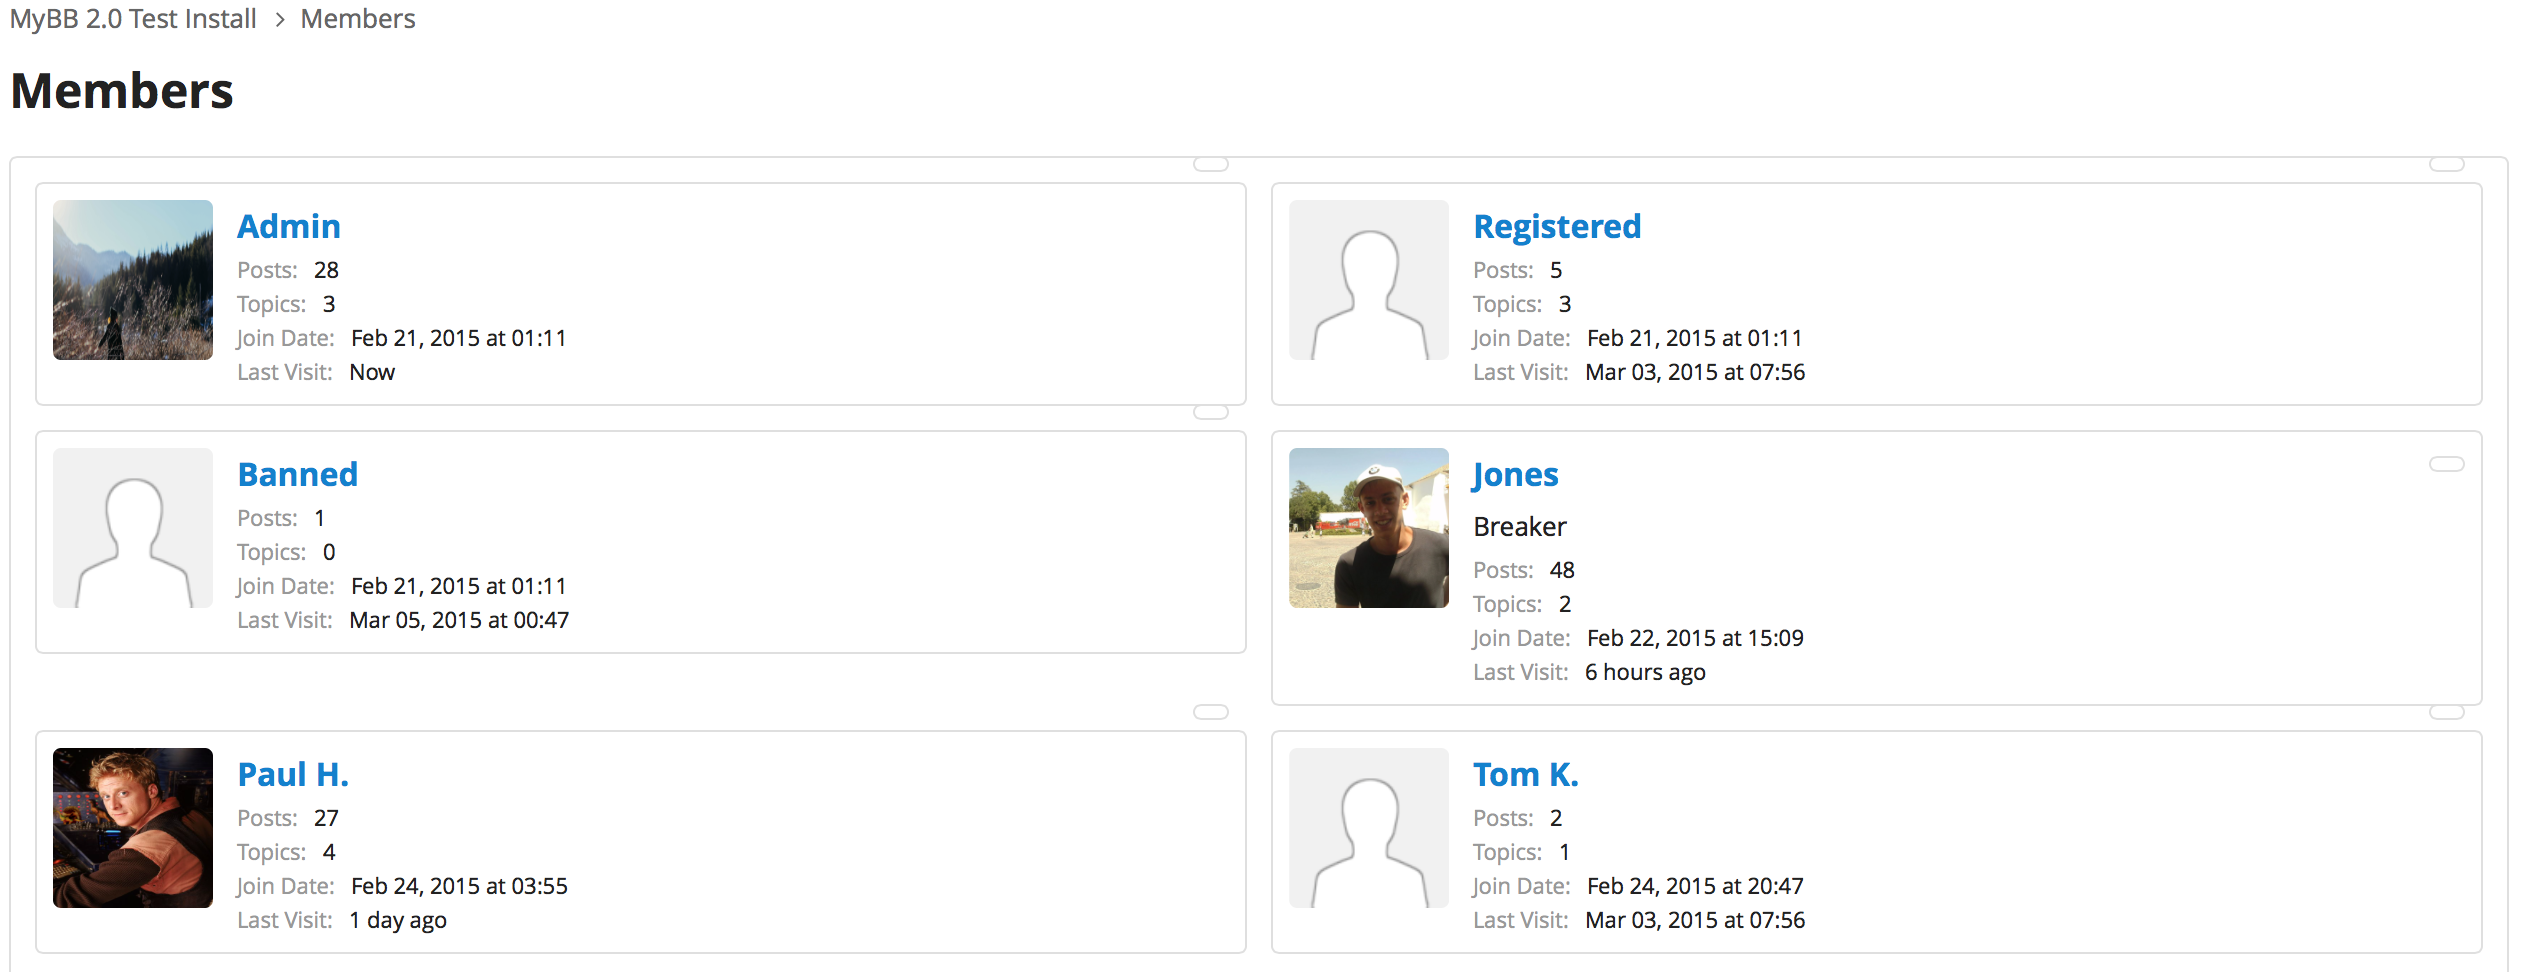 MyBB 2.0 Test Install > Members
Members
Admin
Posts: 28
Topics: 3
Join Date: Feb 21, 2015 at 01:11
Last Visit: Now
Registered
Posts: 5
Topics: 3
Join Date: Feb 21, 2015 at 01:11
Last Visit: Mar 03, 2015 at 07:56
Banned
Posts: 1
Topics: 0
Join Date: Feb 21, 2015 at 01:11
Last Visit: Mar 05, 2015 at 00:47
Jones
Breaker
Posts: 48
Topics: 2
Join Date: Feb 22, 2015 at 15:09
Last Visit: 6 hours ago
Paul H.
Posts: 27
Topics: 4
Join Date: Feb 24, 2015 at 03:55
Last Visit: 1 day ago
Tom K.
Posts: 2
Topics: 1
Join Date: Feb 24, 2015 at 20:47
Last Visit: Mar 03, 2015 at 07:56